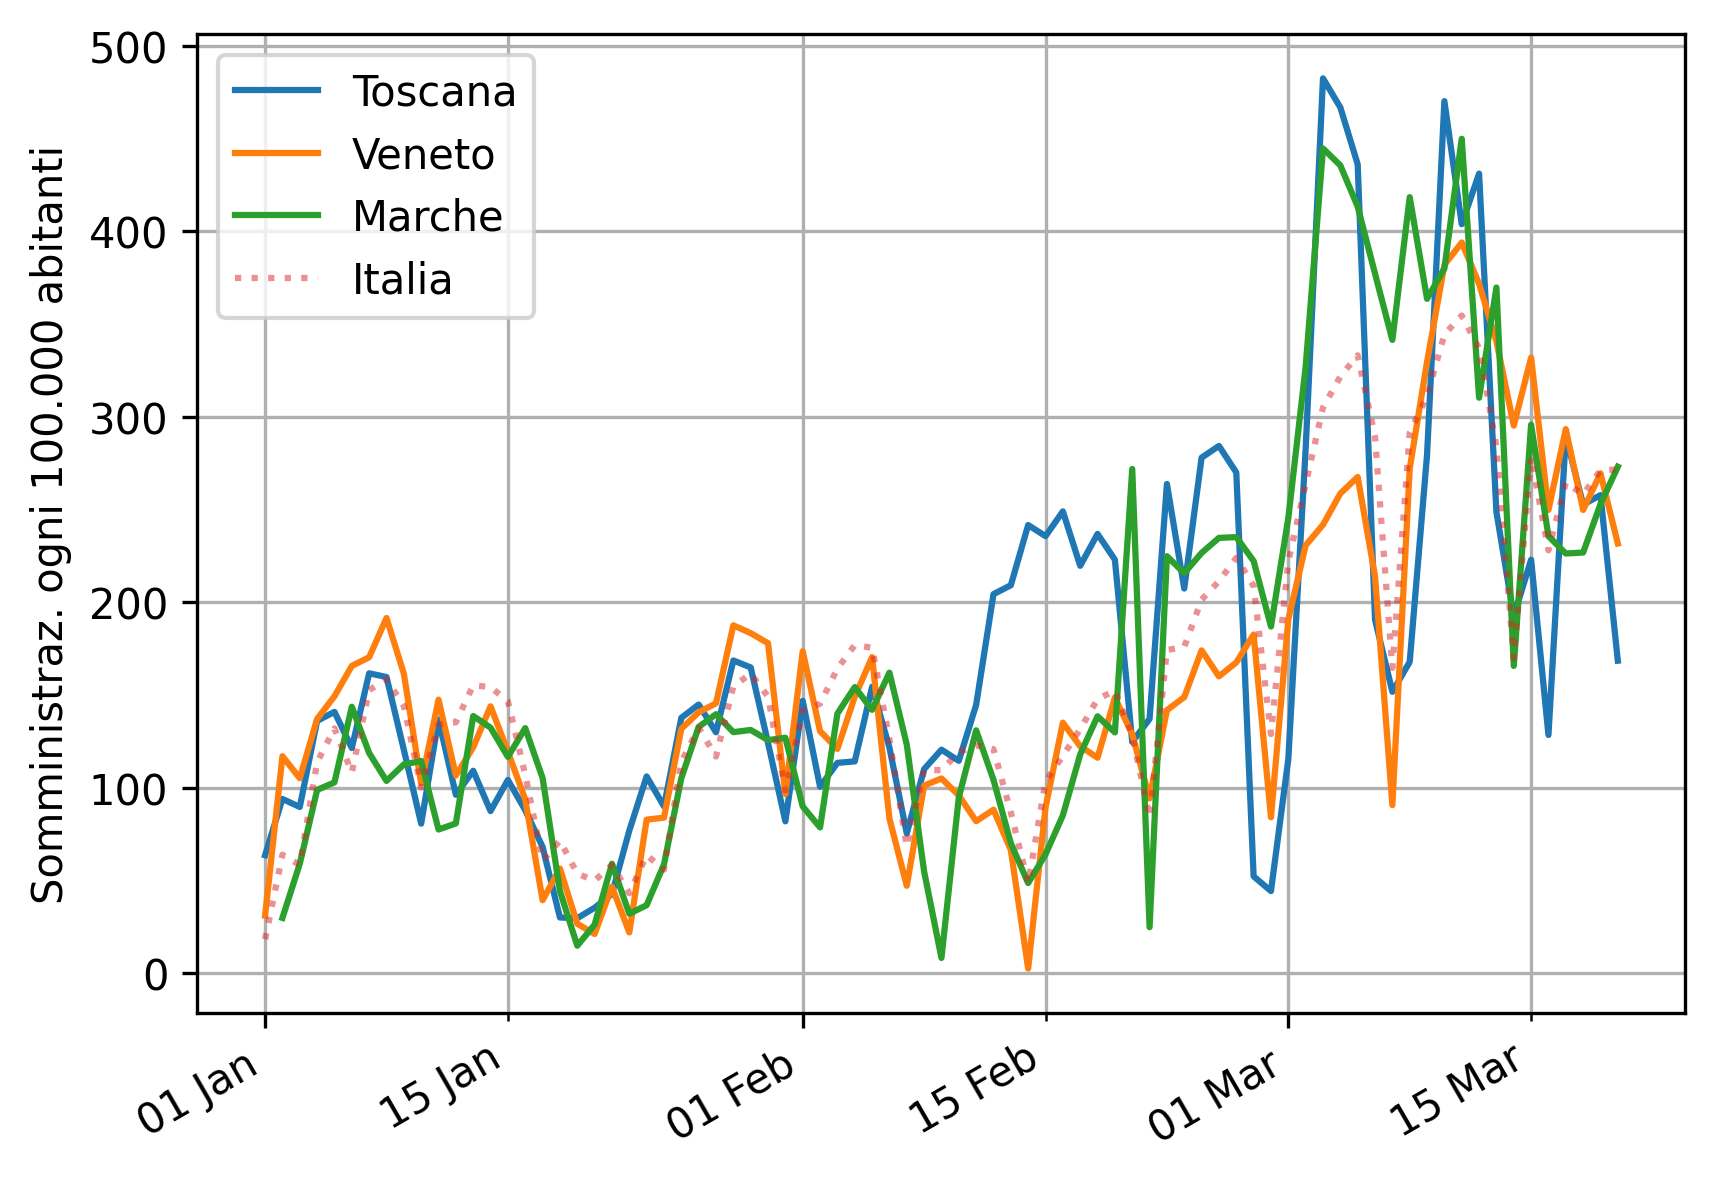 Somministraz. ogni 100.000 abitanti
500
400
300
200
100
0
Toscana
Veneto
Marche
Italia
01 Jan
15 Jan
01 Feb
15 Feb
01 Mar
15 Mar